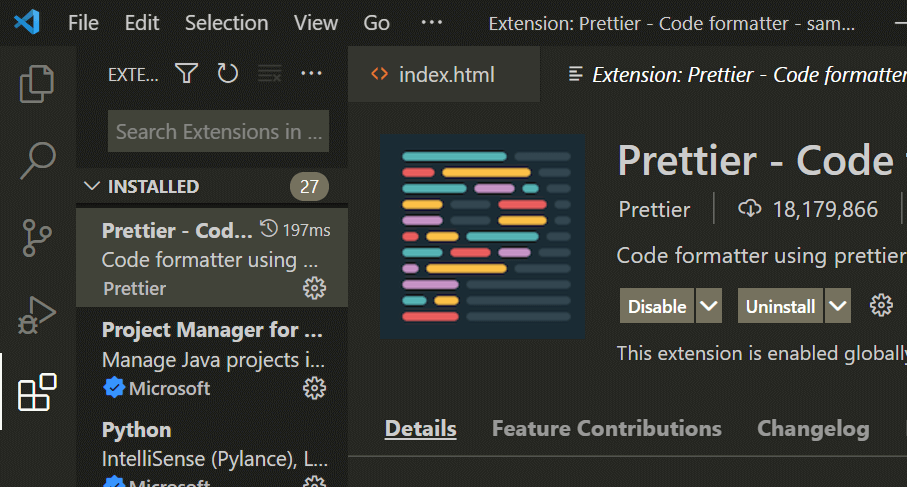 File Edit Selection View Go ··· Extension: Prettier - Code formatter - sam...
EXTE... ···
index.html
Extension: Prettier - Code formatter
Search Extensions in ...
INSTALLED 27
Prettier - Cod... 197ms
Code formatter using ...
Prettier
Project Manager for ...
Manage Java projects i...
Microsoft
Python
IntelliSense (Pylance), L...
Microsoft
Prettier - Code
Prettier 18,179,866
Code formatter using prettier
Disable Uninstall
This extension is enabled globally
Details Feature Contributions Changelog